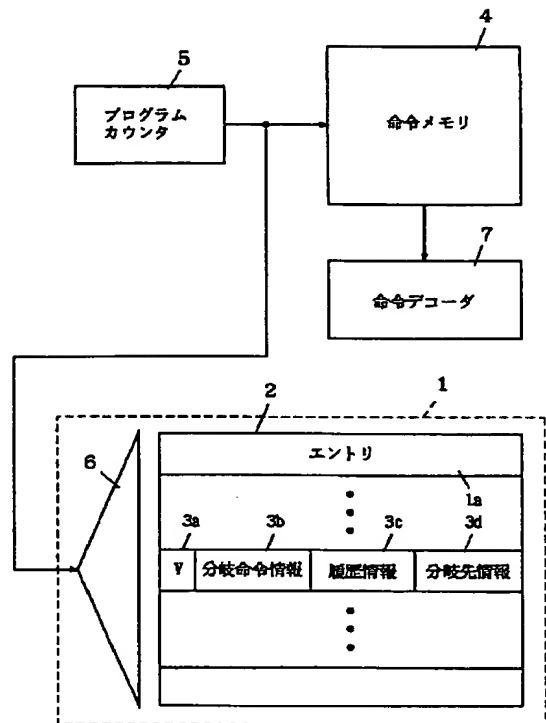 4
5
プログラム
カウンタ
命令メモリ
7
命令デコーダ
1
2
6
エントリ
1a
3a
3b
3c
3d
V
分岐命令情報
履歴情報
分岐先情報